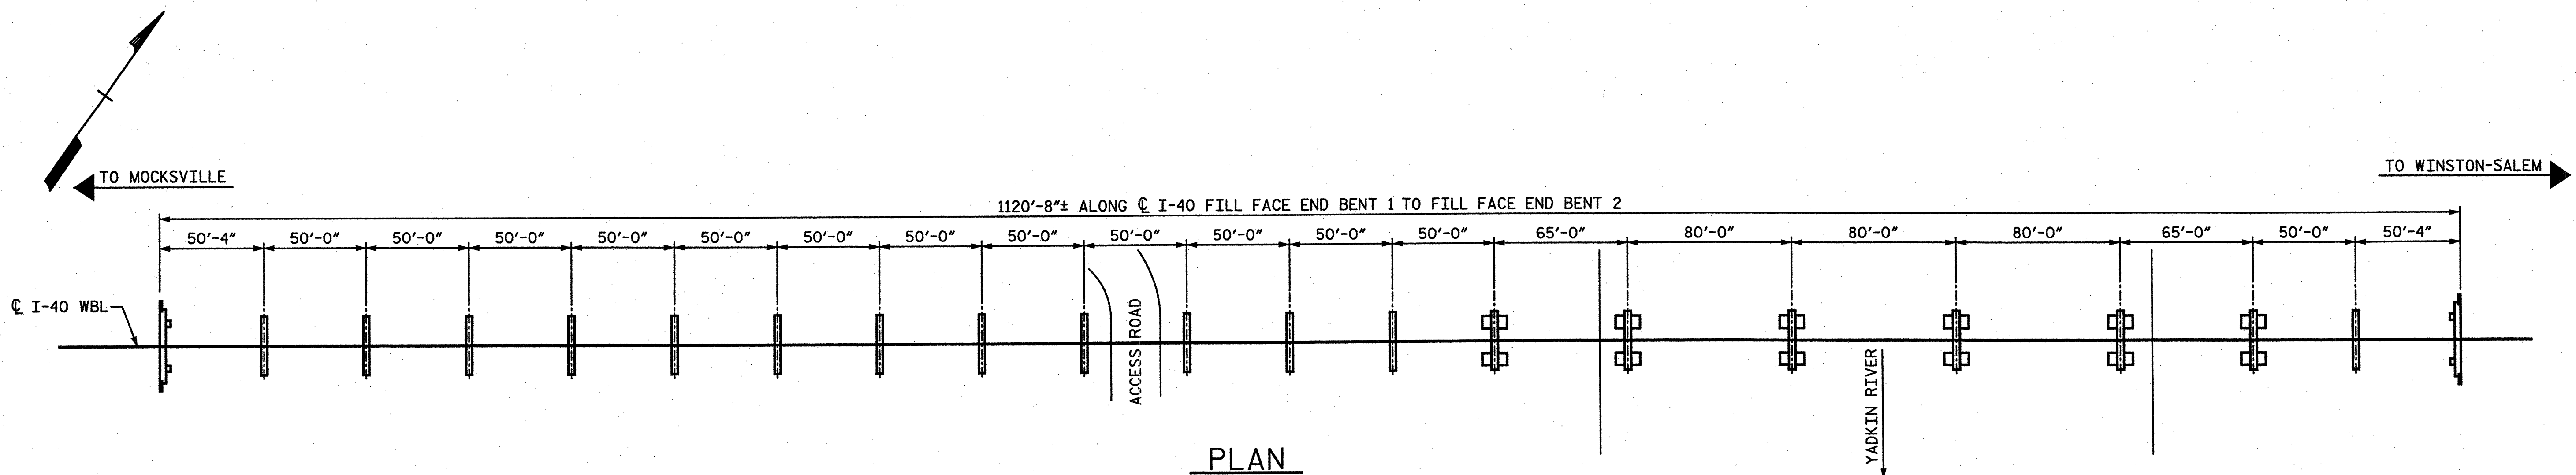 TO MOCKSVILLE
TO WINSTON-SALEM
1120'-8"± ALONG ℄ I-40 FILL FACE END BENT 1 TO FILL FACE END BENT 2
50'-4" 50'-0" 50'-0" 50'-0" 50'-0" 50'-0" 50'-0" 50'-0" 50'-0" 50'-0" 50'-0" 50'-0" 50'-0" 65'-0" 80'-0" 80'-0" 80'-0" 65'-0" 50'-0" 50'-4"
℄ I-40 WBL
ACCESS ROAD
YADKIN RIVER
PLAN